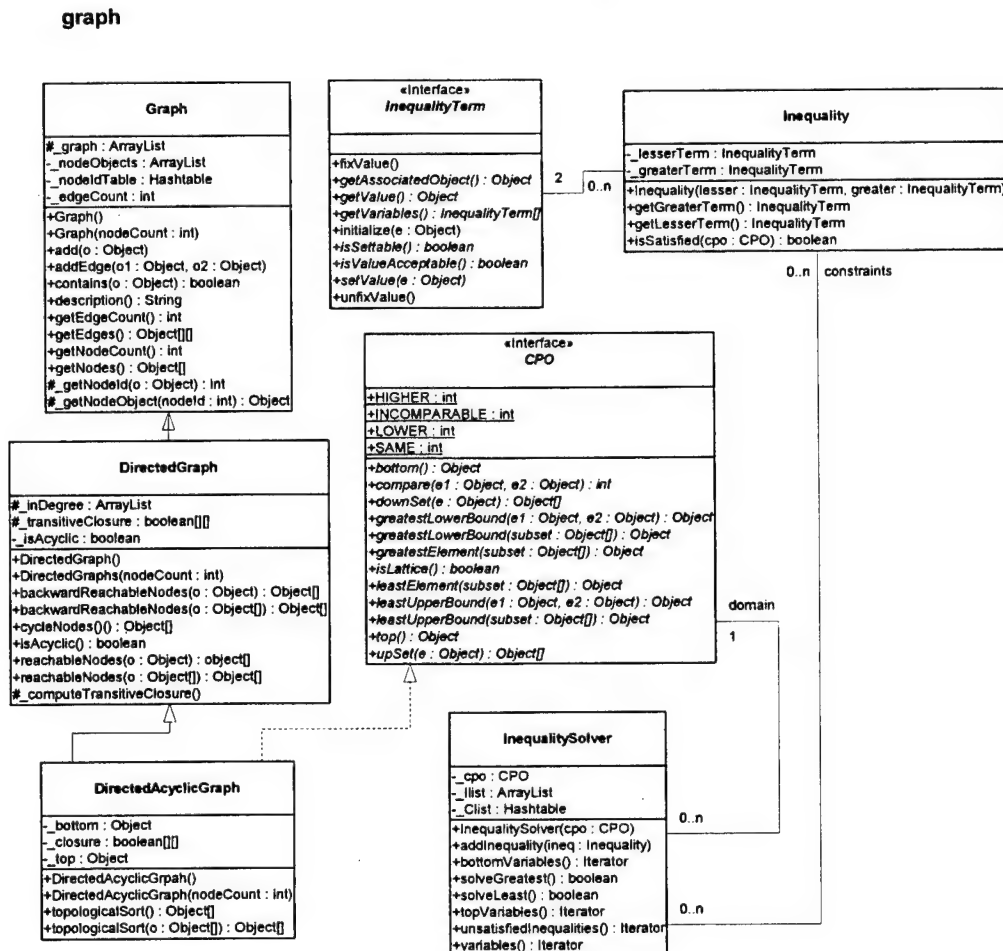 graph
Graph
#_graph : ArrayList
-_nodeObjects : ArrayList
-_nodeIdTable : Hashtable
-_edgeCount : int
+Graph()
+Graph(nodeCount : int)
+add(o : Object)
+addEdge(o1 : Object, o2 : Object)
+contains(o : Object) : boolean
+description() : String
+getEdgeCount() : int
+getEdges() : Object[][]
+getNodeCount() : int
+getNodes() : Object[]
#_getNodeId(o : Object) : int
#_getNodeObject(nodeId : int) : Object
«Interface»
InequalityTerm
+fixValue()
+getAssociatedObject() : Object
+getValue() : Object
+getVariables() : InequalityTerm[]
+initialize(e : Object)
+isSettable() : boolean
+isValueAcceptable() : boolean
+setValue(e : Object)
+unfixValue()
2
0..n
Inequality
-_lesserTerm : InequalityTerm
-_greaterTerm : InequalityTerm
+Inequality(lesser : InequalityTerm, greater : InequalityTerm)
+getGreaterTerm() : InequalityTerm
+getLesserTerm() : InequalityTerm
+isSatisfied(cpo : CPO) : boolean
0..n constraints
«Interface»
CPO
+HIGHER : int
+INCOMPARABLE : int
+LOWER : int
+SAME : int
+bottom() : Object
+compare(e1 : Object, e2 : Object) : int
+downSet(e : Object) : Object[]
+greatestLowerBound(e1 : Object, e2 : Object) : Object
+greatestLowerBound(subset : Object[]) : Object
+greatestElement(subset : Object[]) : Object
+isLattice() : boolean
+leastElement(subset : Object[]) : Object
+leastUpperBound(e1 : Object, e2 : Object) : Object
+leastUpperBound(subset : Object[]) : Object
+top() : Object
+upSet(e : Object) : Object[]
domain
1
DirectedGraph
#_inDegree : ArrayList
#_transitiveClosure : boolean[][]
-_isAcyclic : boolean
+DirectedGraph()
+DirectedGraphs(nodeCount : int)
+backwardReachableNodes(o : Object) : Object[]
+backwardReachableNodes(o : Object[]) : Object[]
+cycleNodes()() : Object[]
+isAcyclic() : boolean
+reachableNodes(o : Object) : object[]
+reachableNodes(o : Object[]) : Object[]
#_computeTransitiveClosure()
DirectedAcyclicGraph
-_bottom : Object
-_closure : boolean[][]
-_top : Object
+DirectedAcyclicGrpah()
+DirectedAcyclicGraph(nodeCount : int)
+topologicalSort() : Object[]
+topologicalSort(o : Object[]) : Object[]
InequalitySolver
-_cpo : CPO
-_Ilist : ArrayList
-_Clist : Hashtable
+InequalitySolver(cpo : CPO)
+addInequality(ineq : Inequality)
+bottomVariables() : Iterator
+solveGreatest() : boolean
+solveLeast() : boolean
+topVariables() : Iterator
+unsatisfiedInequalities() : Iterator
+variables() : Iterator
0..n
0..n